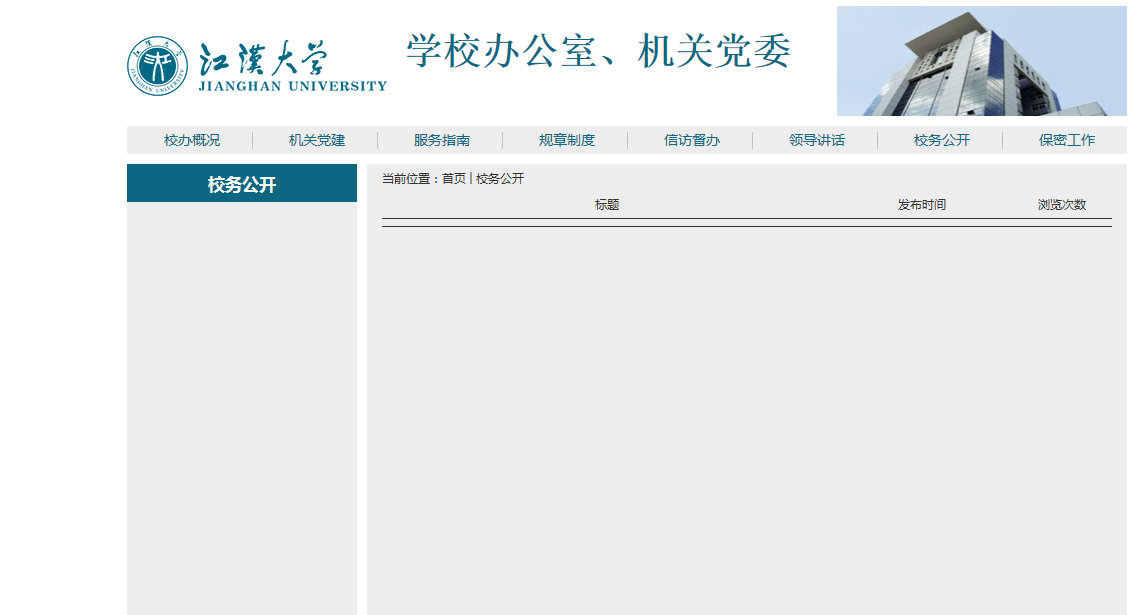 江漢大学
JIANGHAN UNIVERSITY
学校办公室、机关党委
校办概况 机关党建 服务指南 规章制度 信访督办 领导讲话 校务公开 保密工作
校务公开
当前位置：首页 | 校务公开
标题 发布时间 浏览次数